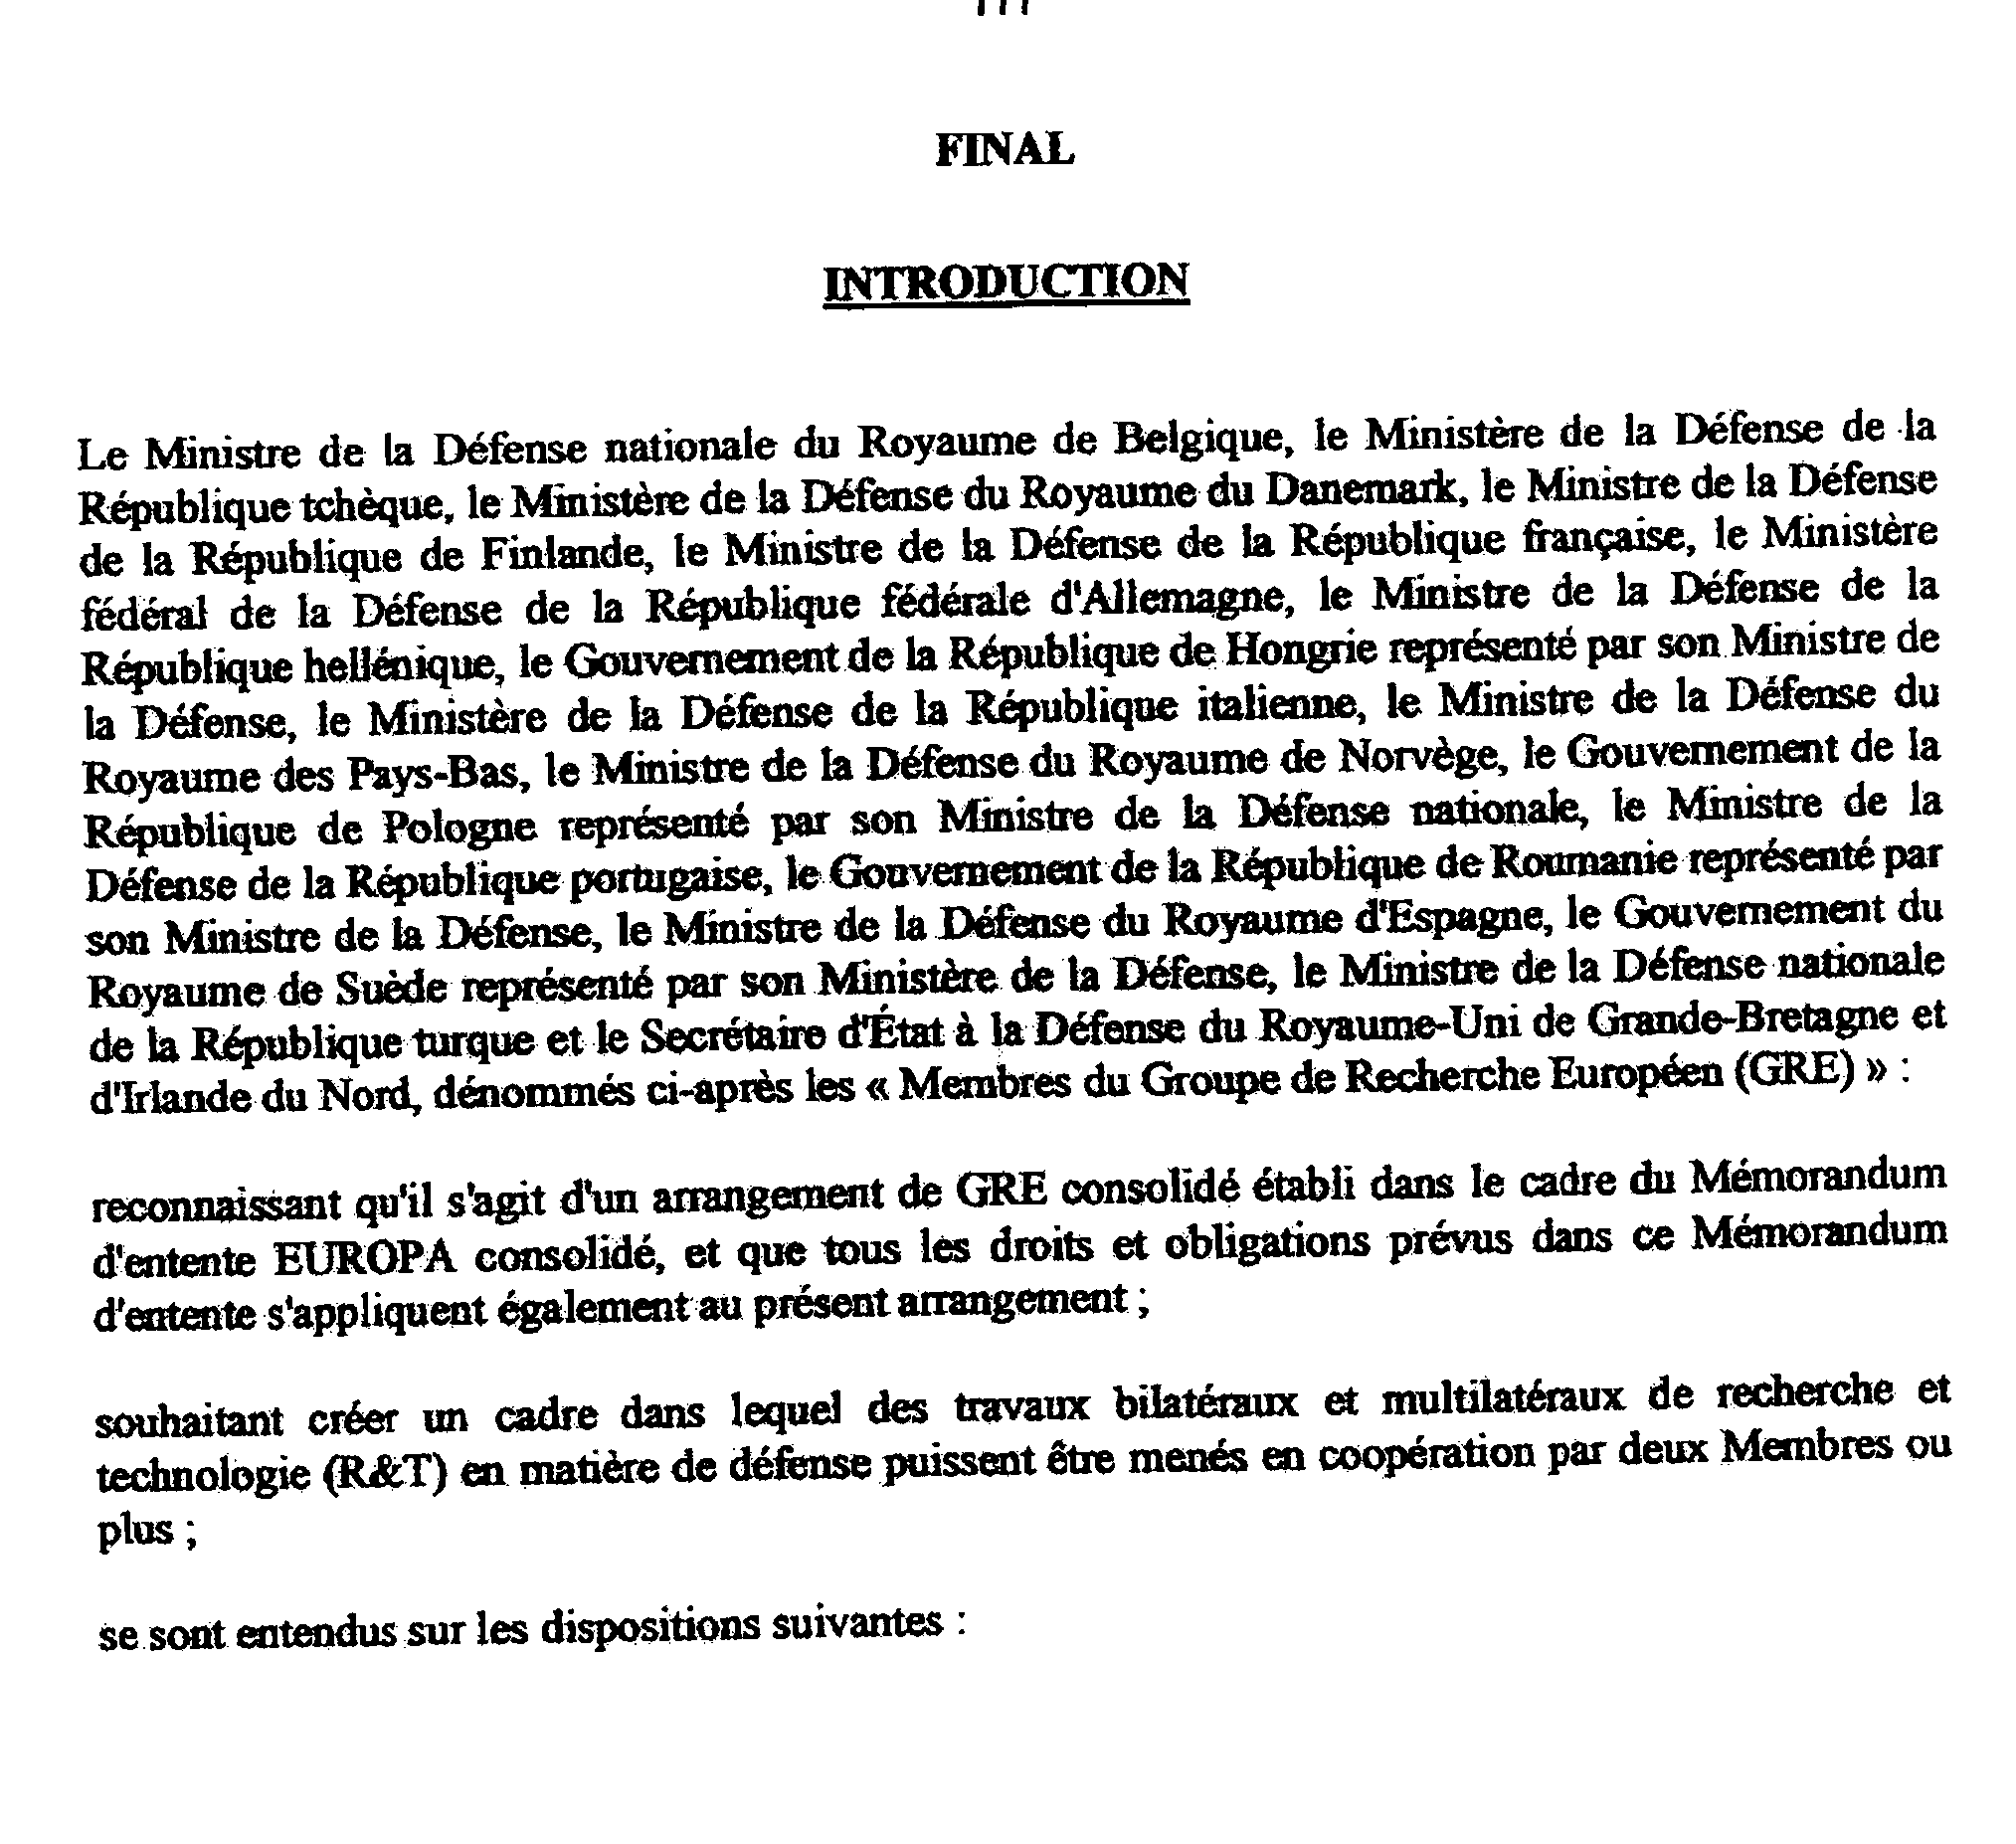 FINAL
INTRODUCTION
Le Ministre de la Défense nationale du Royaume de Belgique, le Ministère de la Défense de la
République tchèque, le Ministère de la Défense du Royaume du Danemark, le Ministre de la Défense
de la République de Finlande, le Ministre de la Défense de la République française, le Ministère
fédéral de la Défense de la République fédérale d'Allemagne, le Ministre de la Défense de la
République hellénique, le Gouvernement de la République de Hongrie représenté par son Ministre de
la Défense, le Ministère de la Défense de la République italienne, le Ministre de la Défense du
Royaume des Pays-Bas, le Ministre de la Défense du Royaume de Norvège, le Gouvernement de la
République de Pologne représenté par son Ministre de la Défense nationale, le Ministre de la
Défense de la République portugaise, le Gouvernement de la République de Roumanie représenté par
son Ministre de la Défense, le Ministre de la Défense du Royaume d'Espagne, le Gouvernement du
Royaume de Suède représenté par son Ministère de la Défense, le Ministre de la Défense nationale
de la République turque et le Secrétaire d'État à la Défense du Royaume-Uni de Grande-Bretagne et
d'Irlande du Nord, dénommés ci-après les « Membres du Groupe de Recherche Européen (GRE) » :
reconnaissant qu'il s'agit d'un arrangement de GRE consolidé établi dans le cadre du Mémorandum
d'entente EUROPA consolidé, et que tous les droits et obligations prévus dans ce Mémorandum
d'entente s'appliquent également au présent arrangement ;
souhaitant créer un cadre dans lequel des travaux bilatéraux et multilatéraux de recherche et
technologie (R&T) en matière de défense puissent être menés en coopération par deux Membres ou
plus ;
se sont entendus sur les dispositions suivantes :